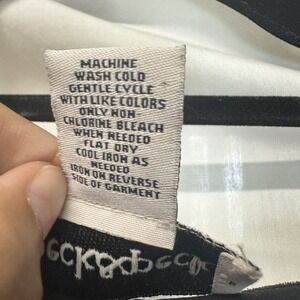 MACHINE
WASH COLD
GENTLE CYCLE
WITH LIKE COLORS
ONLY NON-
CHLORINE BLEACH
WHEN NEEDED
FLAT DRY
COOL IRON AS
NEEDED
IRON ON REVERSE
SIDE OF GARMENT